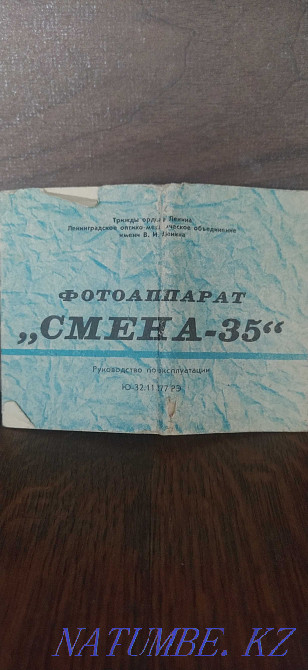 Трижды ордена Ленина
Ленинградское оптико-механическое объединение
имени В. И. Ленина
ФОТОАППАРАТ
„СМЕНА-35“
Руководство по эксплуатации
Ю-32.11.177 РЭ
NATUMBE.KZ